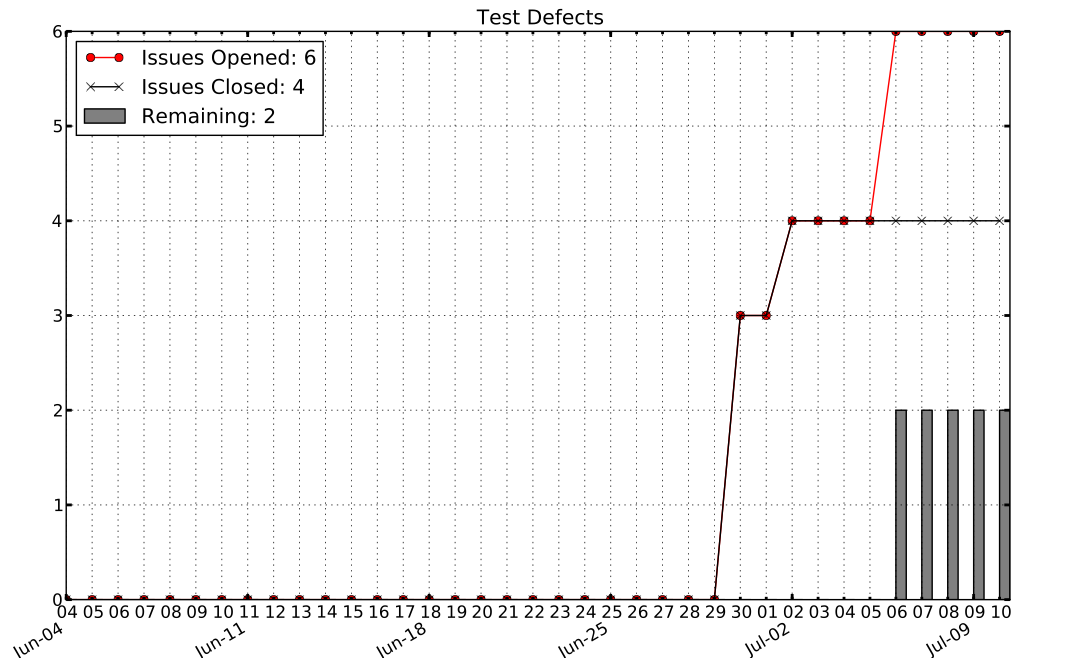 Test Defects
Issues Opened: 6
Issues Closed: 4
Remaining: 2
6
5
4
3
2
1
0
04 05 06 07 08 09 10 11 12 13 14 15 16 17 18 19 20 21 22 23 24 25 26 27 28 29 30 01 02 03 04 05 06 07 08 09 10
Jun-04 Jun-11 Jun-18 Jun-25 Jul-02 Jul-09